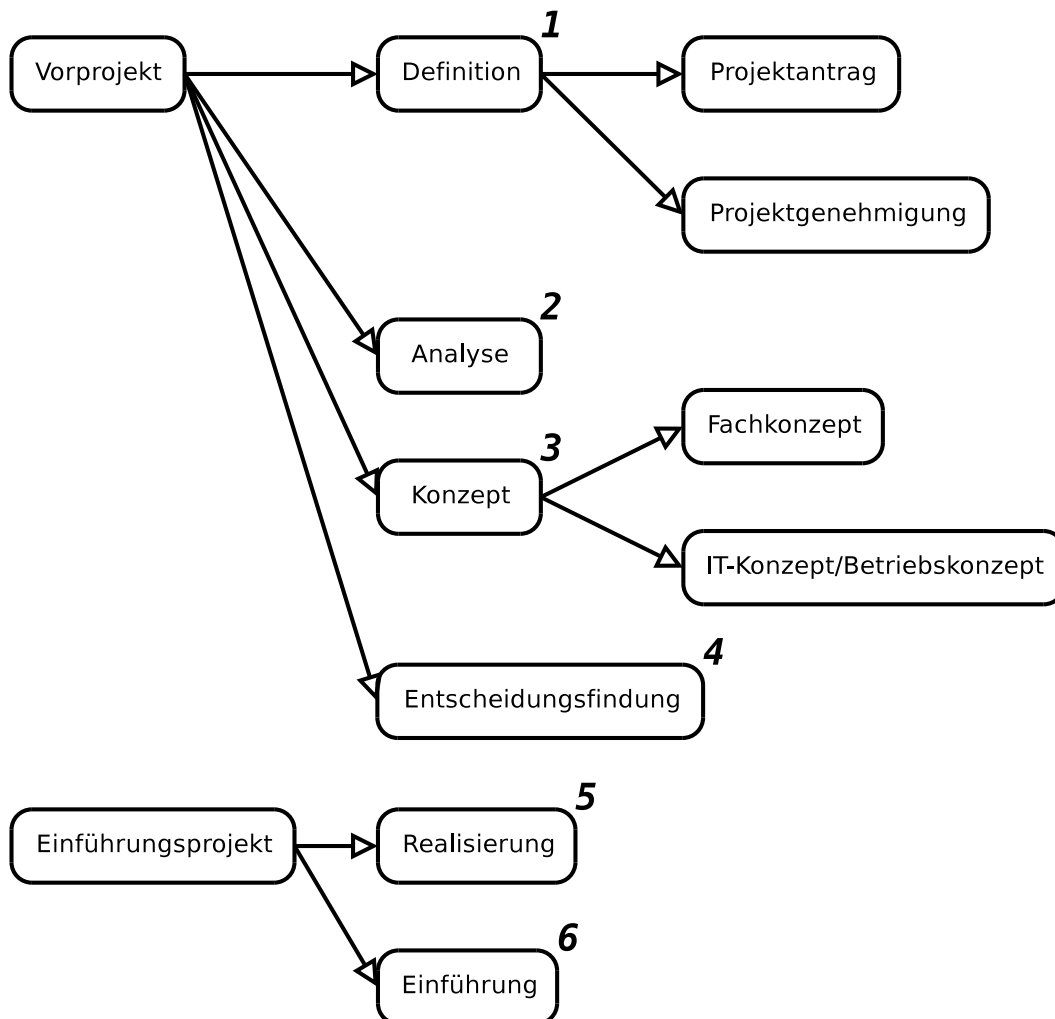 1
Vorprojekt
Definition
Projektantrag
Projektgenehmigung
2
Analyse
Fachkonzept
3
Konzept
IT-Konzept/Betriebskonzept
4
Entscheidungsfindung
5
Einführungsprojekt
Realisierung
6
Einführung